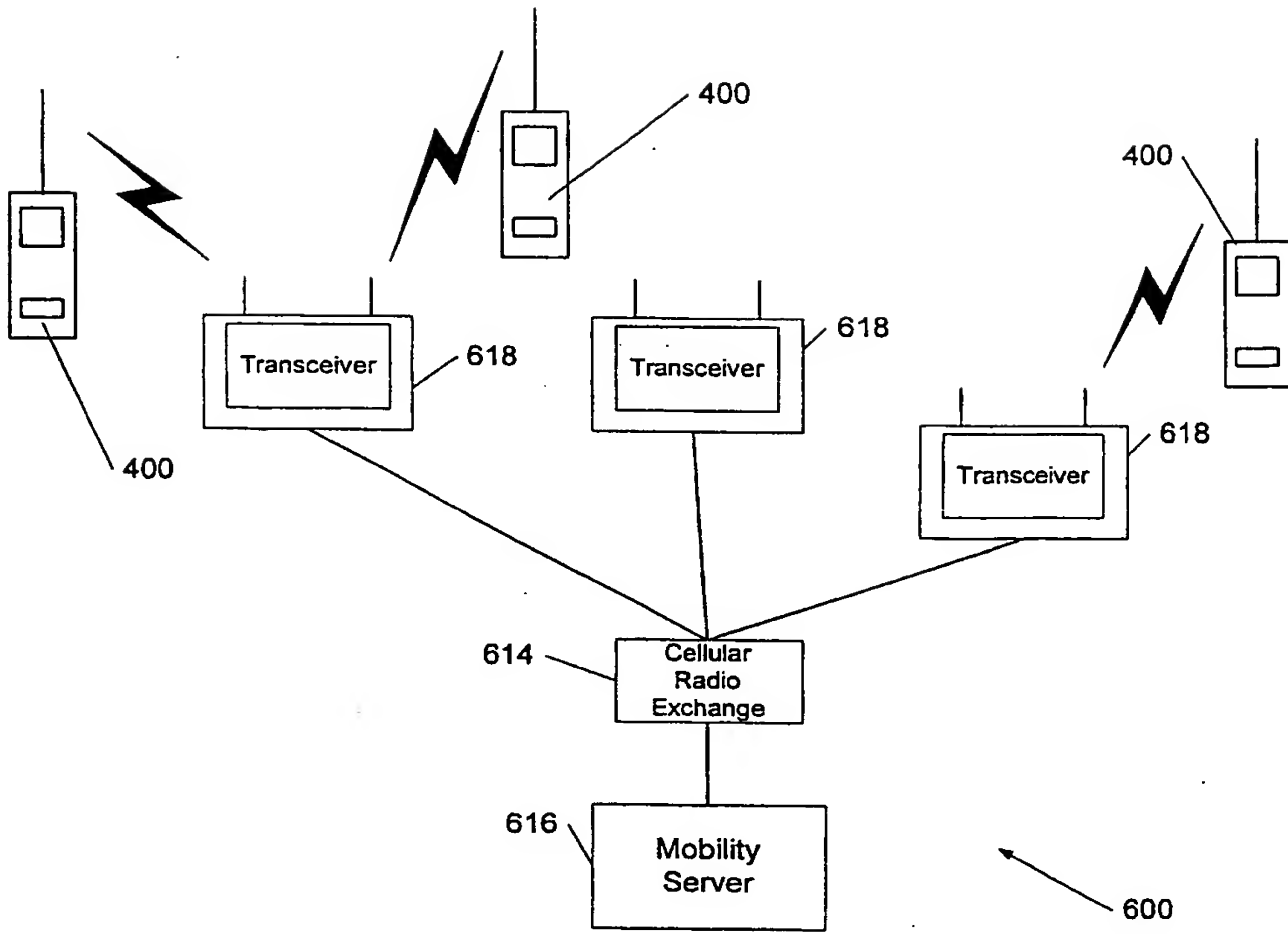 400
400
Transceiver
618
Transceiver
618
400
Transceiver
618
400
614
Cellular
Radio
Exchange
616
Mobility
Server
600